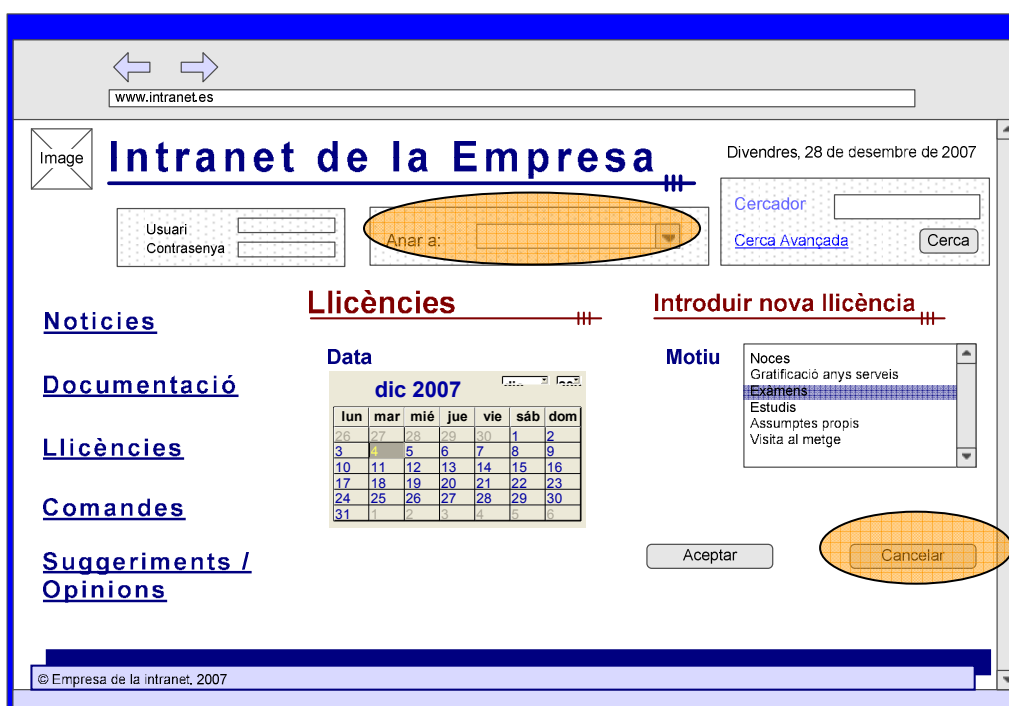 www.intranet.es
Image
Intranet de la Empresa
Divendres, 28 de desembre de 2007
Usuari
Contrasenya
Anar a:
Cercador
Cerca Avançada
Cerca
Noticies
Documentació
Llicències
Comandes
Suggeriments /
Opinions
Llicències
Data
dic 2007
lun mar mié jue vie sáb dom
26 27 28 29 30 1 2
3 4 5 6 7 8 9
10 11 12 13 14 15 16
17 18 19 20 21 22 23
24 25 26 27 28 29 30
31 1 2 3 4 5 6
Introduir nova llicència
Motiu
Noces
Gratificació anys serveis
Exàmens
Estudis
Assumptes propis
Visita al metge
Aceptar
Cancelar
© Empresa de la intranet, 2007